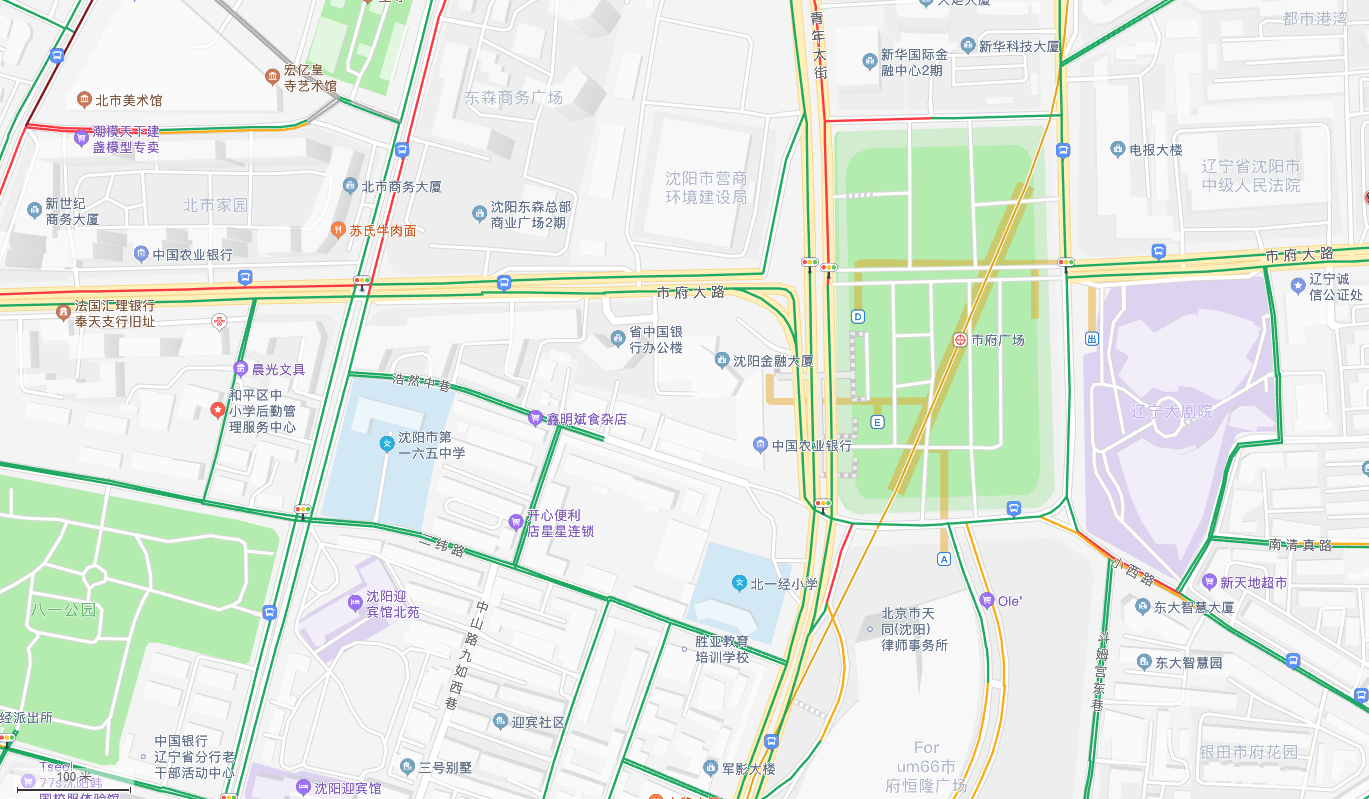 青年大街
都市港湾
新华科技大厦
新华国际金
融中心2期
宏亿皇
寺艺术馆
北市美术馆
东森商务广场
潮模天下建
盏模型专卖
电报大楼
沈阳市营商
环境建设局
辽宁省沈阳市
中级人民法院
北市商务大厦
新世纪
商务大厦
北市家园
沈阳东森总部
商业广场2期
苏氏牛肉面
中国农业银行
市府大路
市府大路
辽宁诚
信公证处
法国汇理银行
奉天支行旧址
D
省中国银
行办公楼
市府广场
出
沈阳金融大厦
晨光文具
浩然中巷
和平区中
小学后勤管
理服务中心
鑫明斌食杂店
辽宁大剧院
E
沈阳市第
一六五中学
中国农业银行
开心便利
店星星连锁
二纬路
南清真路
A
小西路
新天地超市
北一经小学
八一公园
沈阳迎
宾馆北苑
Ole'
东大智慧大厦
北京市天
同(沈阳)
律师事务所
中山路九如西巷
胜亚教育
培训学校
斗姆宫东巷
东大智慧园
经派出所
迎宾社区
中国银行
辽宁省分行老
干部活动中心
For
um66市
府恒隆广场
银田市府花园
三号别墅
军影大楼
100 米
沈阳迎宾馆